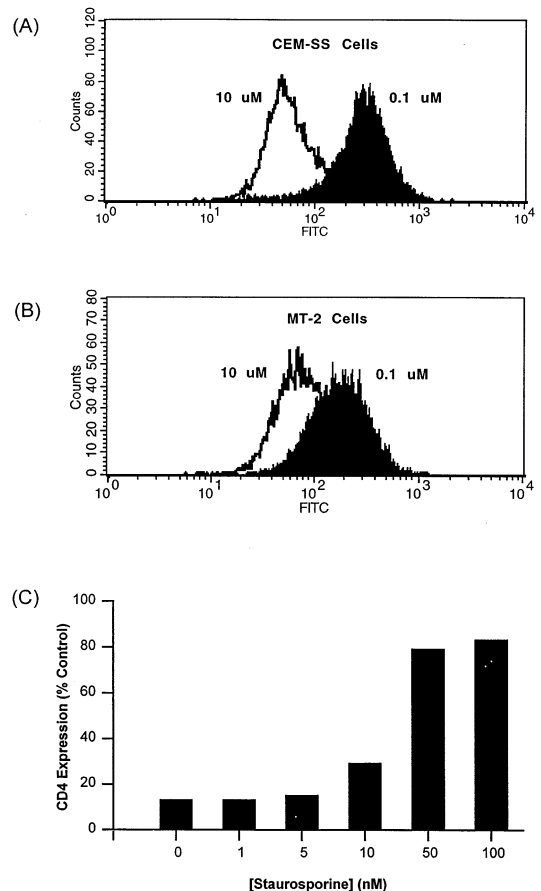 (A)
120
100
80
60
40
20
0
Counts
CEM-SS Cells
10 uM
0.1 uM
10^0 10^1 10^2 10^3 10^4
FITC
(B)
80
70
60
50
40
30
20
10
0
Counts
MT-2 Cells
10 uM
0.1 uM
10^0 10^1 10^2 10^3 10^4
FITC
(C)
CD4 Expression (% Control)
100
80
60
40
20
0
0 1 5 10 50 100
[Staurosporine] (nM)